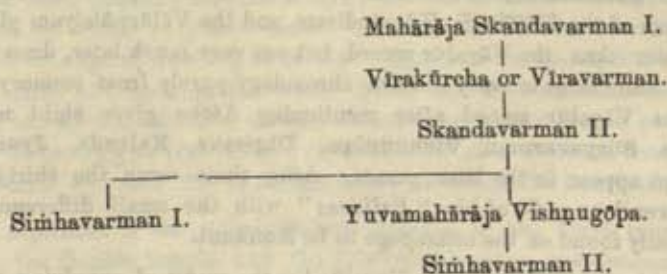 Mahārāja Skandavarman I.
Vīrakūrcha or Vīravarman.
Skandavarman II.
Siṁhavarman I.
Yuvamahārāja Vishṇugōpa.
Siṁhavarman II.